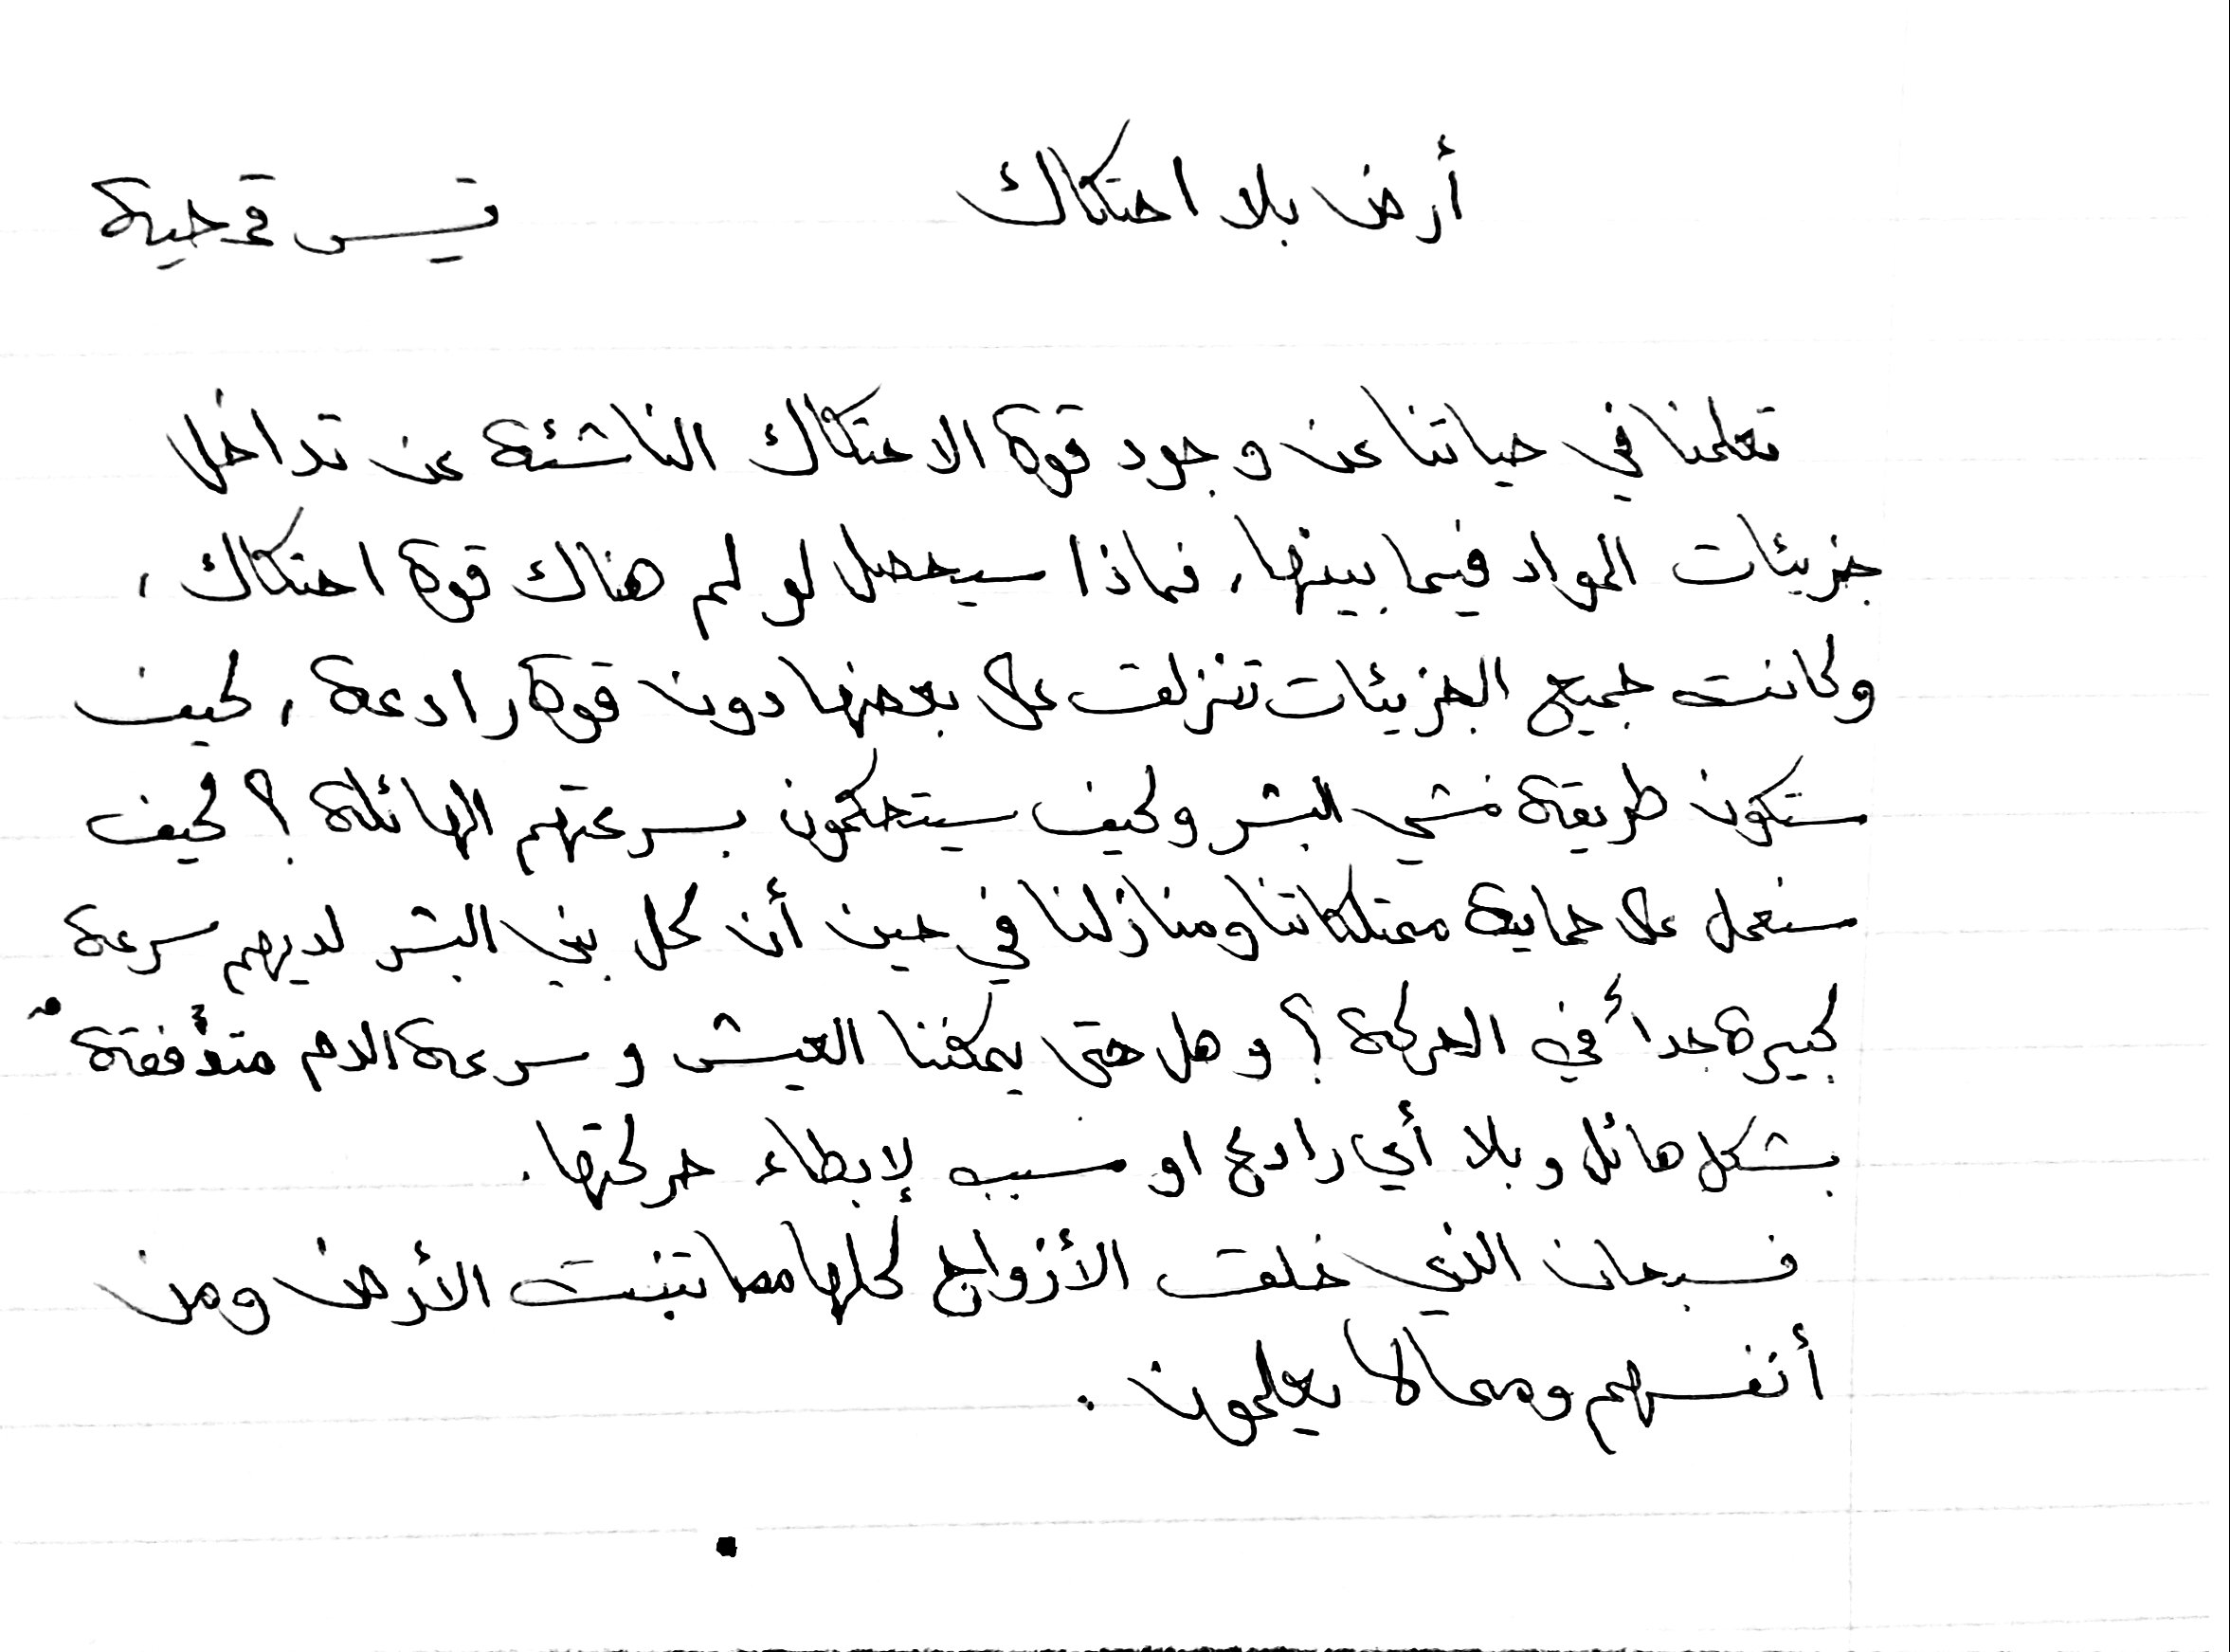 أرض بلا احتكاك
تعلمنا في حياتنا عن وجود قوة الاحتكاك الناشئة عن تداخل
جزيئات المواد فيما بينها، فماذا سيحصل لو لم هناك قوة احتكاك،
وكانت جميع الجزيئات تنزلق على بعضها دون قوة رادعة، كيف
ستكون طريقة مشي البشر وكيف سيتحكمون بسرعتهم الهائلة؟ كيف
سنعمل على حماية ممتلكاتنا ومنازلنا في حين أن كل بني البشر لديهم سرعة
كبيرة جداً في الحركة؟ وهل حتى يمكننا العيش وسرعة الدم متدفقة
بشكل هائل وبلا أي رادع او مسبب لإبطاء حركتها.
فسبحان الذي خلق الأزواج كلها مما تنبت الأرض ومن
أنفسهم ومما لا يعلمون.